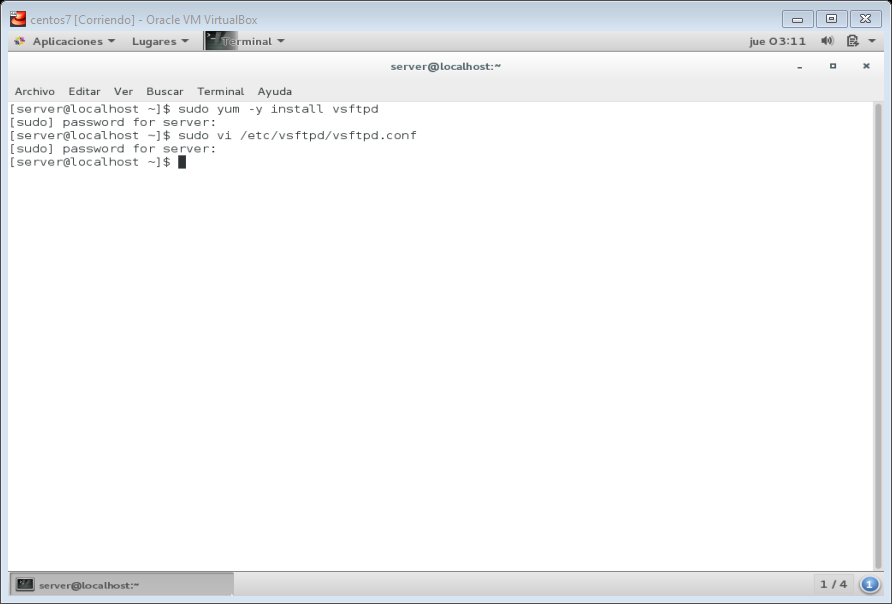 centos7 [Corriendo] - Oracle VM VirtualBox
Aplicaciones Lugares Terminal jue 03:11
server@localhost:~
Archivo Editar Ver Buscar Terminal Ayuda
[server@localhost ~]$ sudo yum -y install vsftpd
[sudo] password for server:
[server@localhost ~]$ sudo vi /etc/vsftpd/vsftpd.conf
[sudo] password for server:
[server@localhost ~]$
server@localhost:~ 1 / 4 1